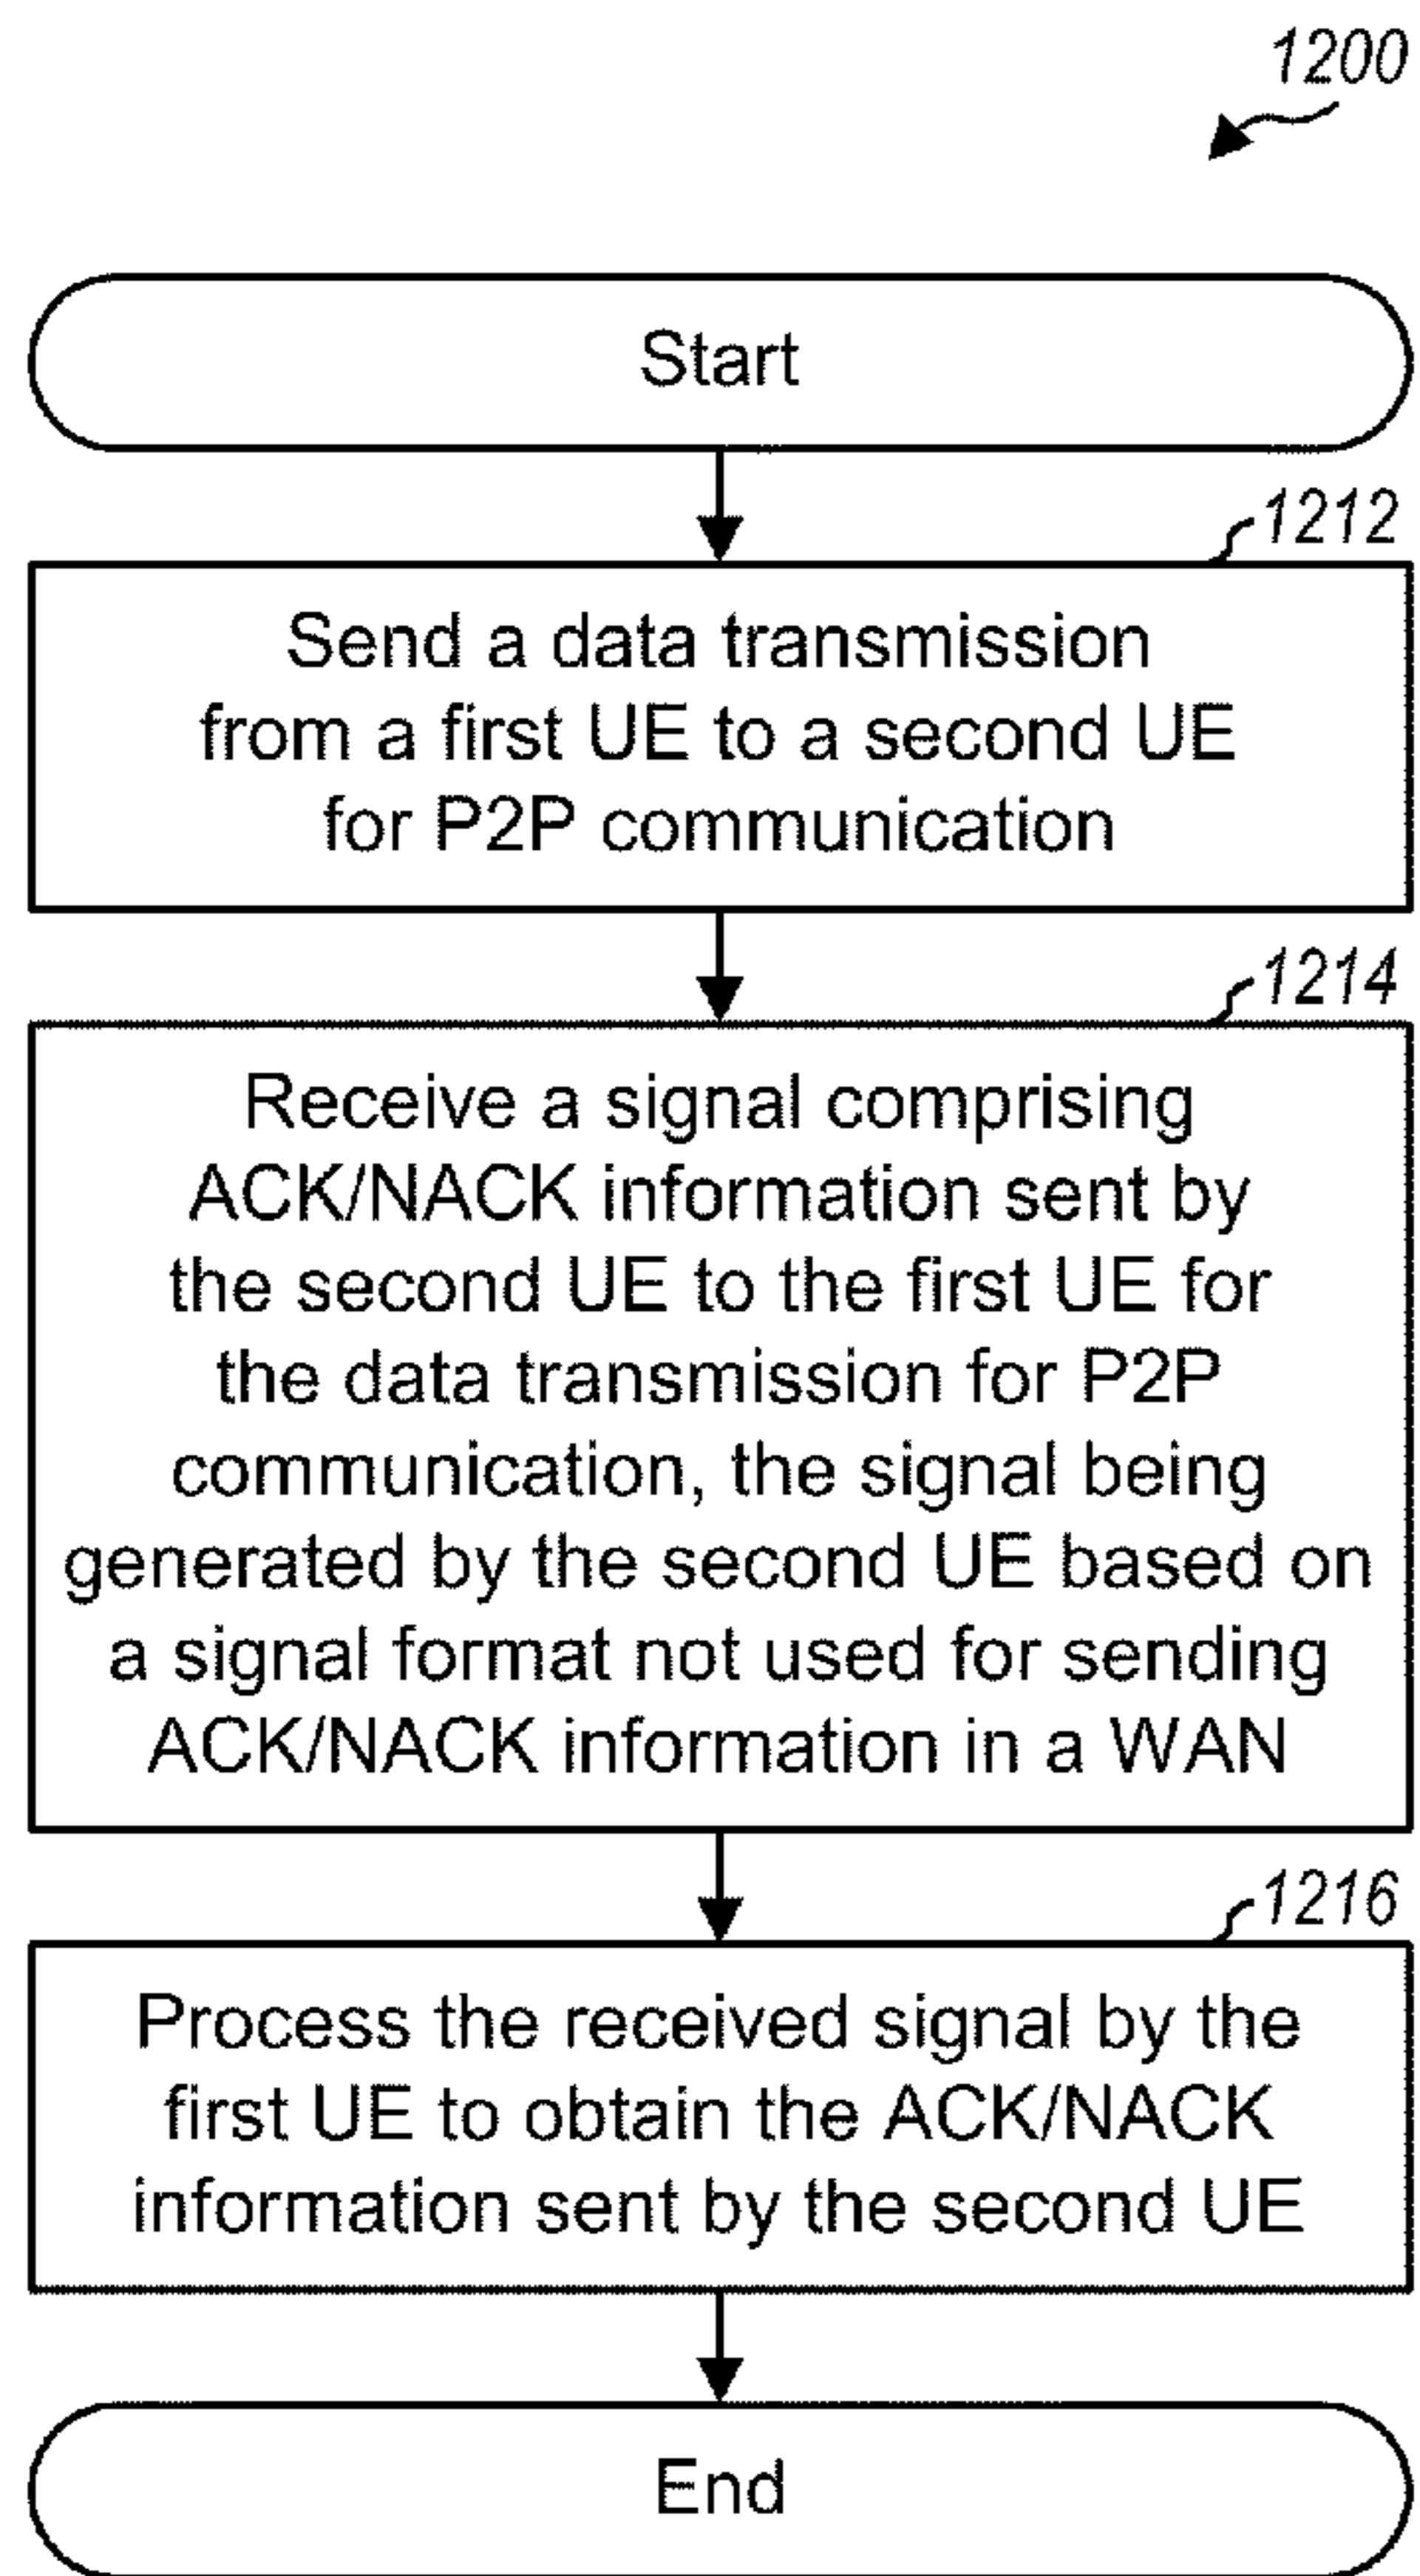 1200
Start
1212
Send a data transmission
from a first UE to a second UE
for P2P communication
1214
Receive a signal comprising
ACK/NACK information sent by
the second UE to the first UE for
the data transmission for P2P
communication, the signal being
generated by the second UE based on
a signal format not used for sending
ACK/NACK information in a WAN
1216
Process the received signal by the
first UE to obtain the ACK/NACK
information sent by the second UE
End